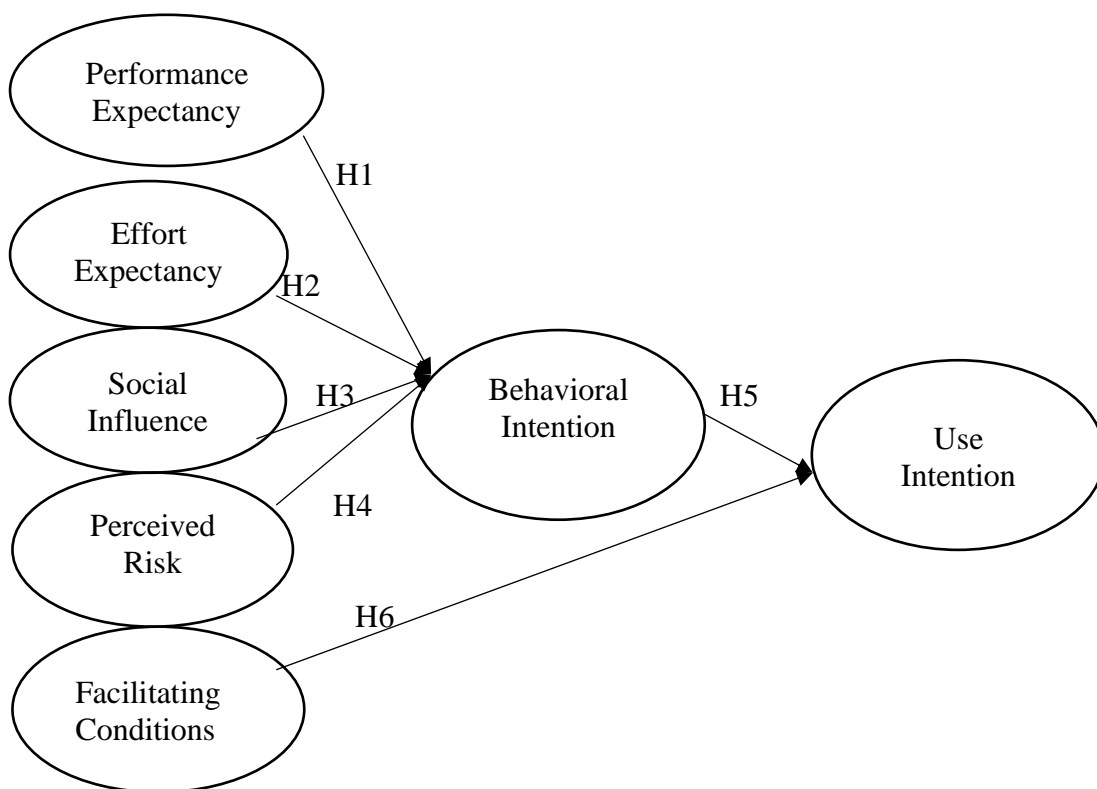 Performance
Expectancy
H1
Effort
Expectancy
H2
Social
Influence
H3
Behavioral
Intention
H5
Use
Intention
H4
Perceived
Risk
H6
Facilitating
Conditions